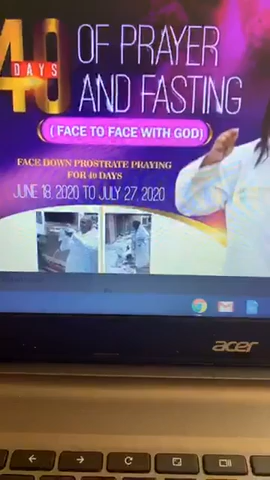 40 OF PRAYER
DAYS
AND FASTING
( FACE TO FACE WITH GOD)
FACE DOWN PROSTRATE PRAYING
FOR 40 DAYS
JUNE 18, 2020 TO JULY 27, 2020
acer